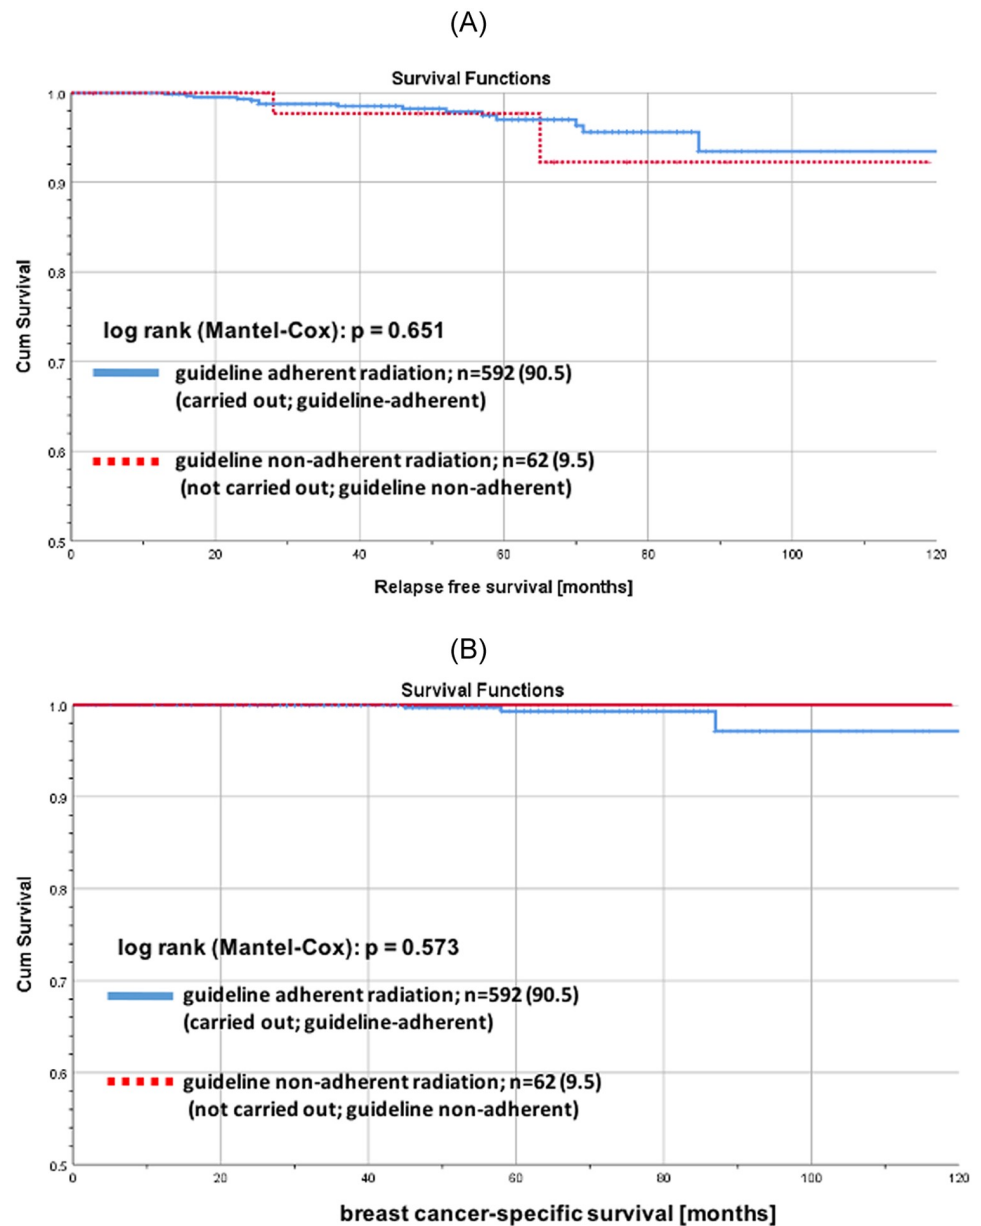 (A)
Survival Functions
1.0
0.9
0.8
0.7
0.6
0.5
Cum Survival
log rank (Mantel-Cox): p = 0.651
guideline adherent radiation; n=592 (90.5)
(carried out; guideline-adherent)
guideline non-adherent radiation; n=62 (9.5)
(not carried out; guideline non-adherent)
0 20 40 60 80 100 120
Relapse free survival [months]
(B)
Survival Functions
1.0
0.9
0.8
0.7
0.6
0.5
Cum Survival
log rank (Mantel-Cox): p = 0.573
guideline adherent radiation; n=592 (90.5)
(carried out; guideline-adherent)
guideline non-adherent radiation; n=62 (9.5)
(not carried out; guideline non-adherent)
0 20 40 60 80 100 120
breast cancer-specific survival [months]